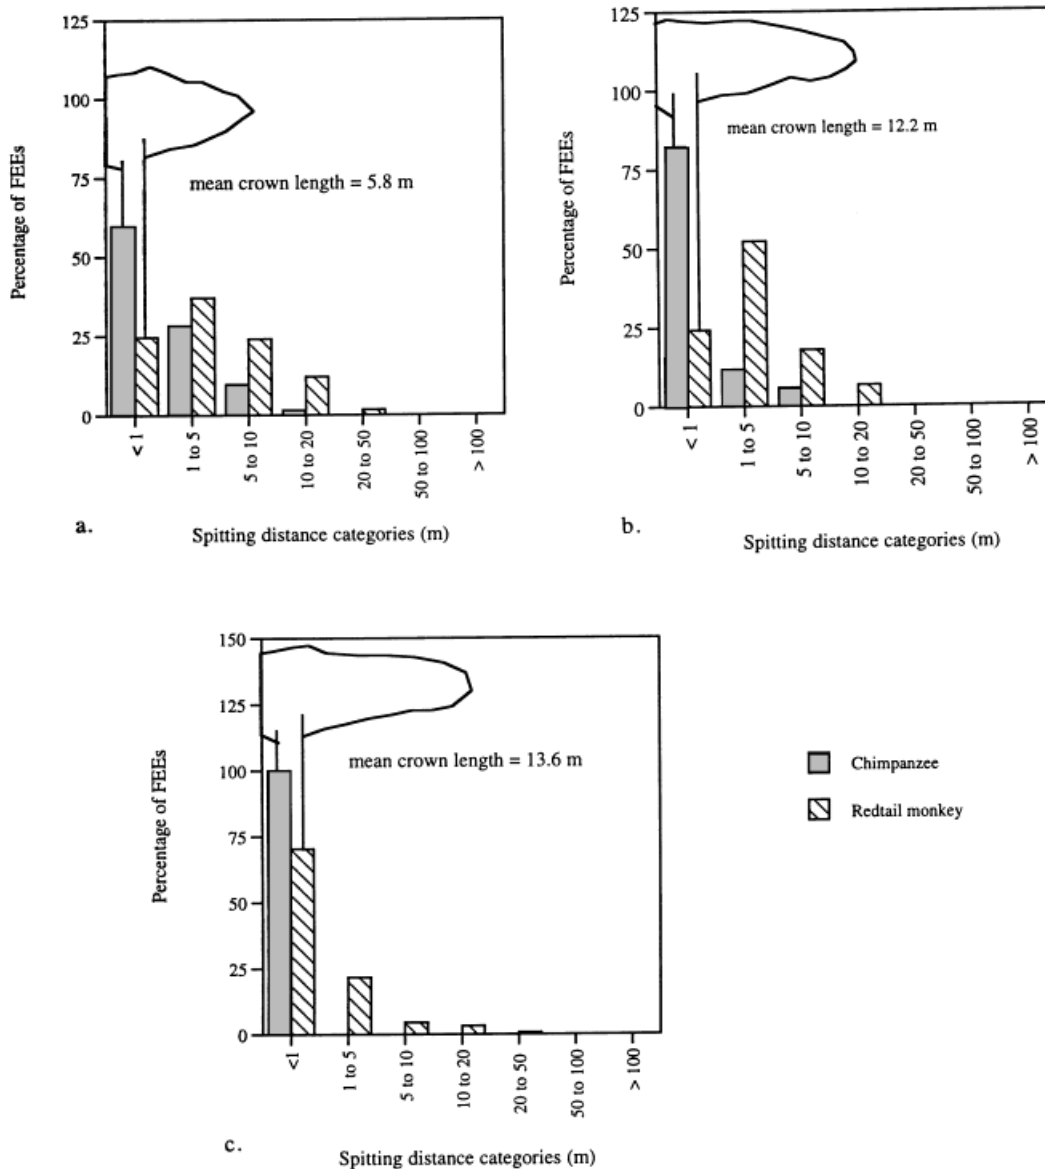 125
100
75
50
25
0
Percentage of FEEs
mean crown length = 5.8 m
< 1
1 to 5
5 to 10
10 to 20
20 to 50
50 to 100
> 100
a.
Spitting distance categories (m)
125
100
75
50
25
0
Percentage of FEEs
mean crown length = 12.2 m
< 1
1 to 5
5 to 10
10 to 20
20 to 50
50 to 100
> 100
b.
Spitting distance categories (m)
150
125
100
75
50
25
0
Percentage of FEEs
mean crown length = 13.6 m
<1
1 to 5
5 to 10
10 to 20
20 to 50
50 to 100
> 100
c.
Spitting distance categories (m)
Chimpanzee
Redtail monkey